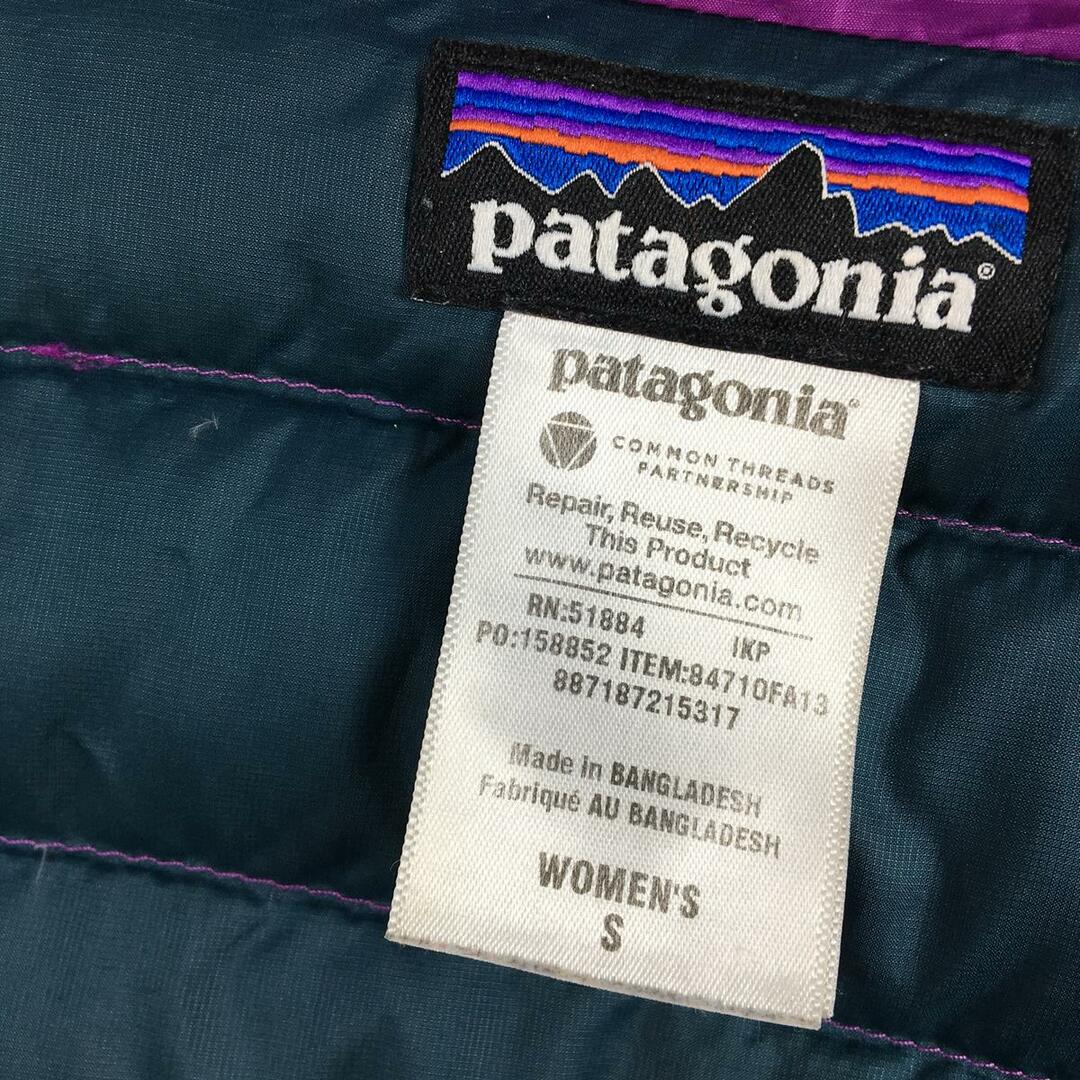 patagonia®
patagonia®
COMMON THREADS
PARTNERSHIP
Repair, Reuse, Recycle
This Product
www.patagonia.com
RN:51884 IKP
PO:158852 ITEM:84710FA13
887187215317
Made in BANGLADESH
Fabriqué AU BANGLADESH
WOMEN'S
S